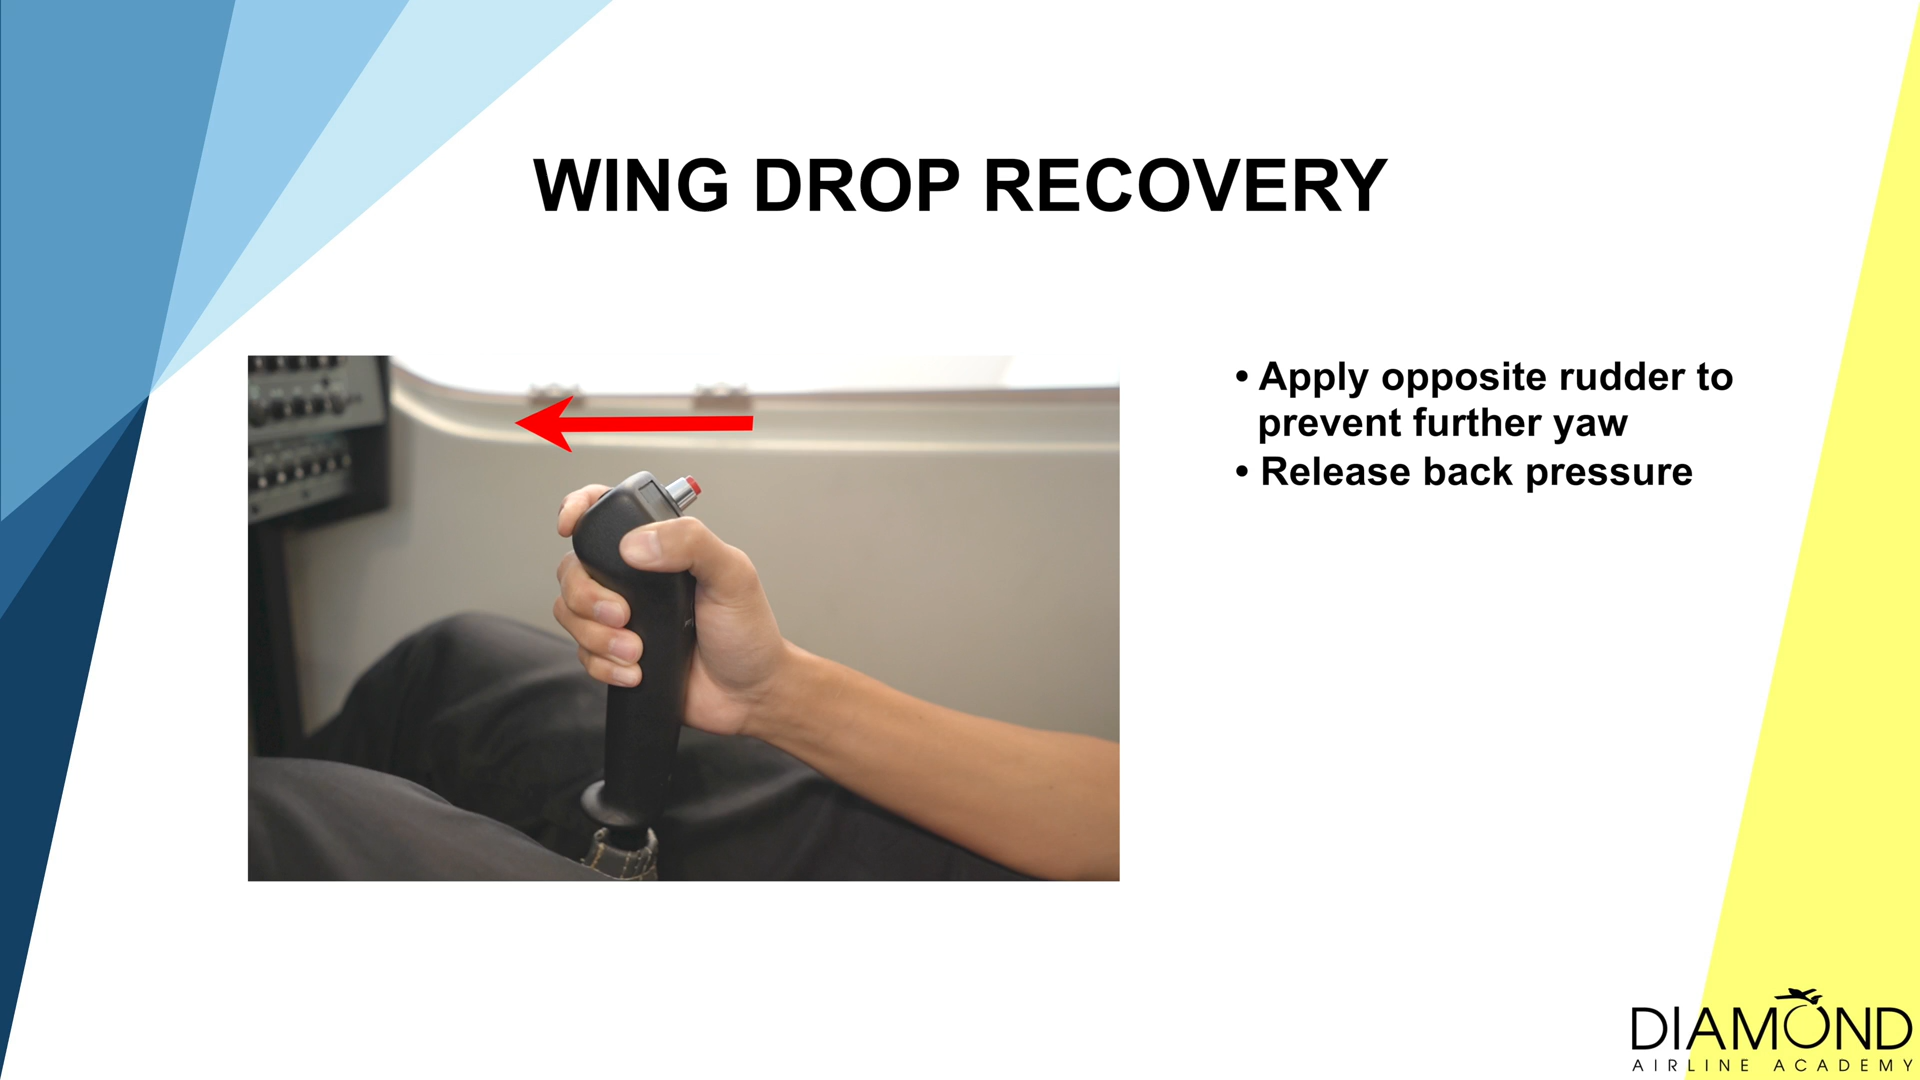 WING DROP RECOVERY
• Apply opposite rudder to
prevent further yaw
• Release back pressure
DIAMOND
AIRLINE ACADEMY